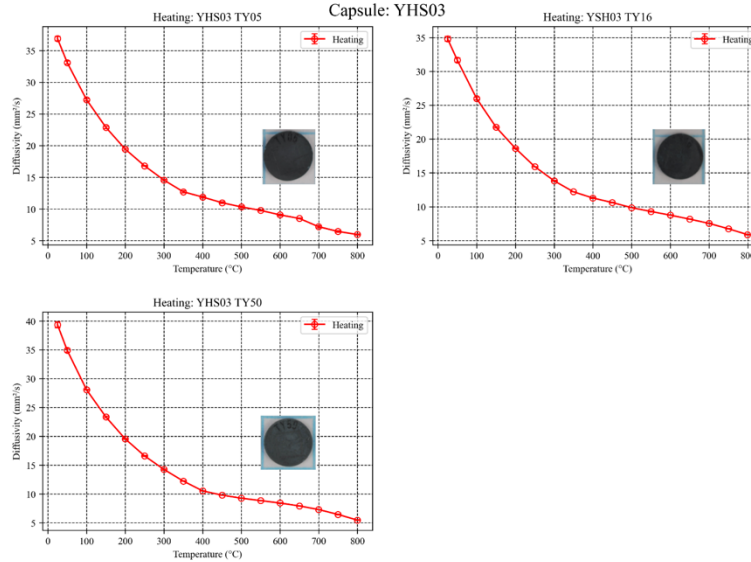 Capsule: YHS03
Heating: YHS03 TY05
Heating
Diffusivity (mm²/s)
35
30
25
20
15
10
5
0 100 200 300 400 500 600 700 800
Temperature (°C)
Heating: YSH03 TY16
Heating
Diffusivity (mm²/s)
35
30
25
20
15
10
5
0 100 200 300 400 500 600 700 800
Temperature (°C)
Heating: YHS03 TY50
Heating
Diffusivity (mm²/s)
40
35
30
25
20
15
10
5
0 100 200 300 400 500 600 700 800
Temperature (°C)